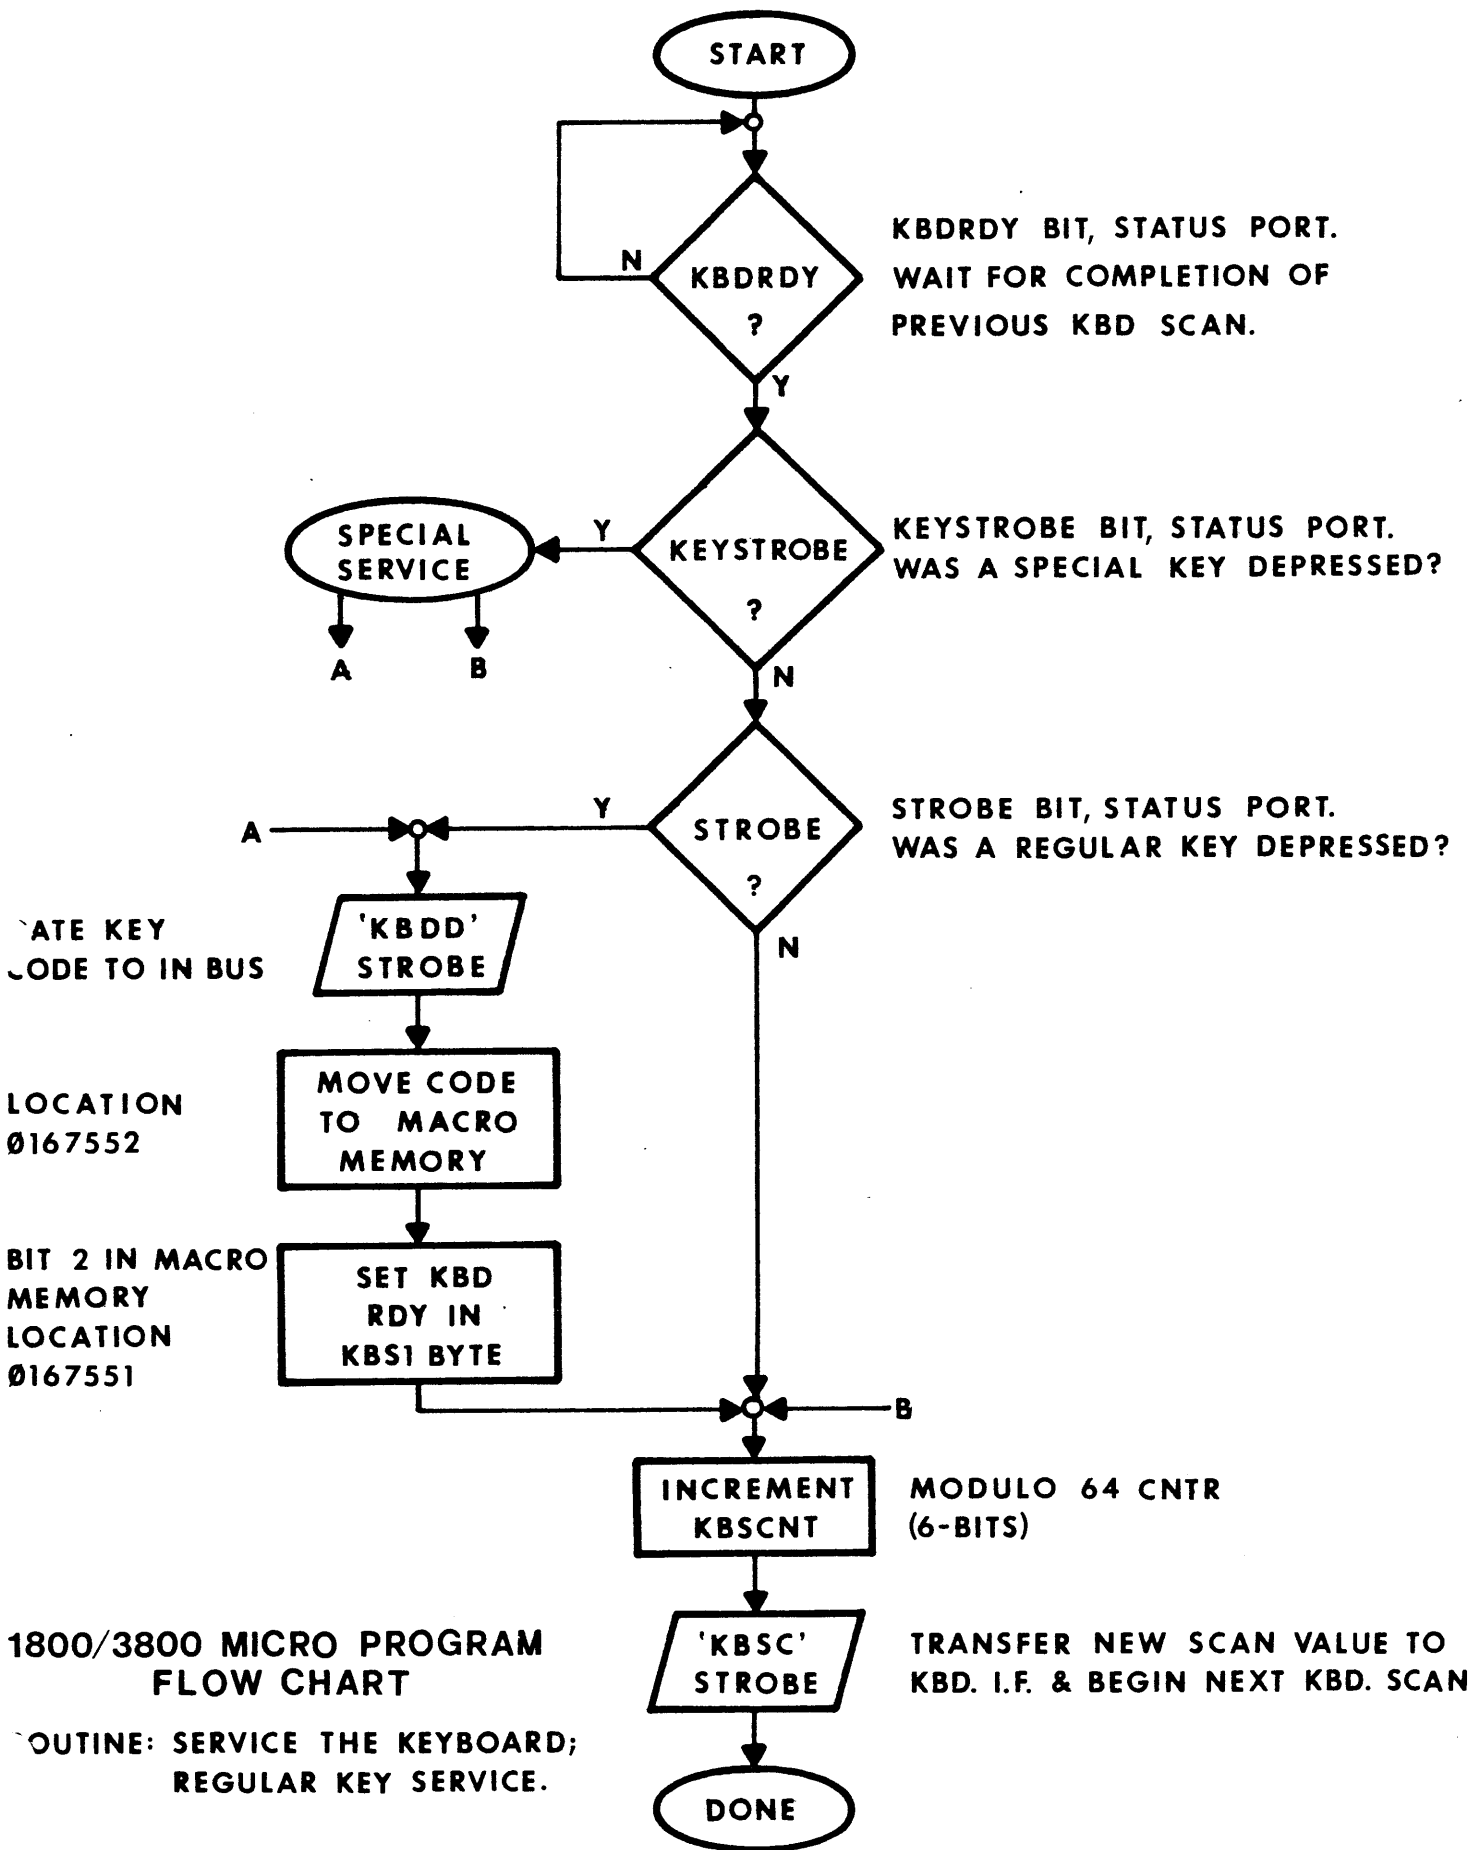 START
KBDRDY
?
N
Y
KBDRDY BIT, STATUS PORT.
WAIT FOR COMPLETION OF
PREVIOUS KBD SCAN.
SPECIAL
SERVICE
Y
KEYSTROBE
?
N
KEYSTROBE BIT, STATUS PORT.
WAS A SPECIAL KEY DEPRESSED?
A
B
A
Y
STROBE
?
N
STROBE BIT, STATUS PORT.
WAS A REGULAR KEY DEPRESSED?
KEY
TO IN BUS
'KBDD'
STROBE
LOCATION
Ø167552
MOVE CODE
TO MACRO
MEMORY
BIT 2 IN MACRO
MEMORY
LOCATION
Ø167551
SET KBD
RDY IN
KBS1 BYTE
B
INCREMENT
KBSCNT
MODULO 64 CNTR
(6-BITS)
'KBSC'
STROBE
TRANSFER NEW SCAN VALUE TO
KBD. I.F. & BEGIN NEXT KBD. SCAN
1800/3800 MICRO PROGRAM
FLOW CHART
SERVICE THE KEYBOARD;
REGULAR KEY SERVICE.
DONE